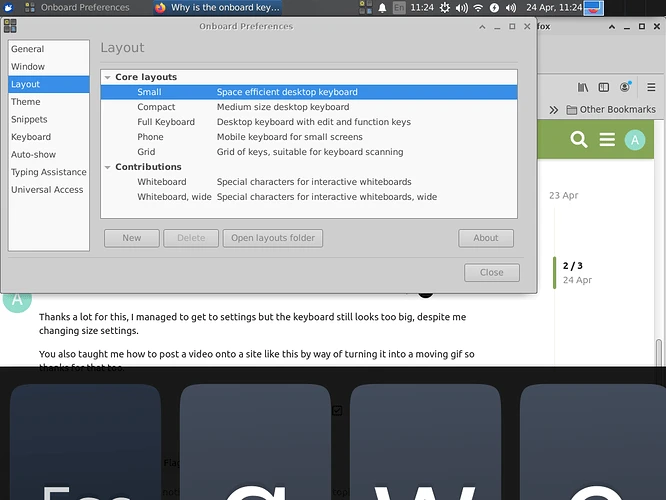 Onboard Preferences
Why is the onboard key...
En
11:24
24 Apr, 11:24
Onboard Preferences
fox
General
Window
Layout
Theme
Snippets
Keyboard
Auto-show
Typing Assistance
Universal Access
Layout
Core layouts
Small Space efficient desktop keyboard
Compact Medium size desktop keyboard
Full Keyboard Desktop keyboard with edit and function keys
Phone Mobile keyboard for small screens
Grid Grid of keys, suitable for keyboard scanning
Contributions
Whiteboard Special characters for interactive whiteboards
Whiteboard, wide Special characters for interactive whiteboards, wide
New
Delete
Open layouts folder
About
Close
Other Bookmarks
A
23 Apr
2 / 3
24 Apr
A
Thanks a lot for this, I managed to get to settings but the keyboard still looks too big, despite me
changing size settings.
You also taught me how to post a video onto a site like this by way of turning it into a moving gif so
thanks for that too
Esc